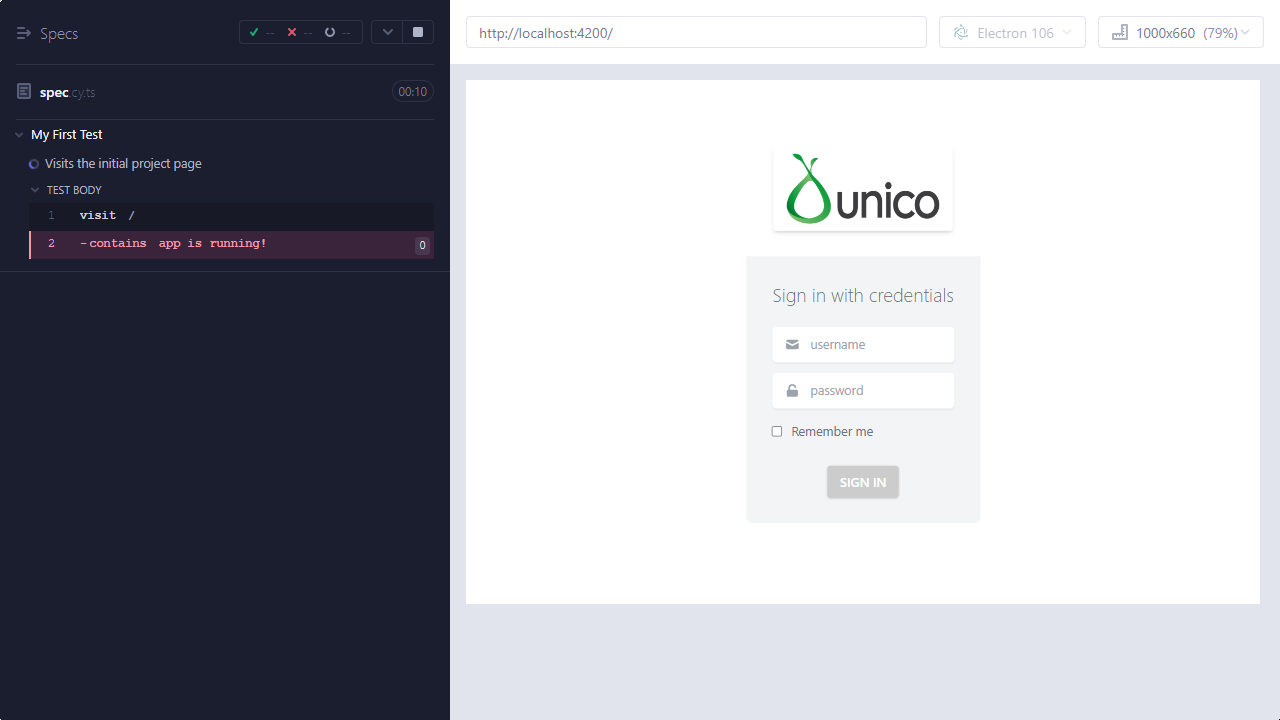 Specs
--
--
--
spec.cy.ts
00:10
My First Test
Visits the initial project page
TEST BODY
1 visit /
2 -contains app is running! 0
http://localhost:4200/
Electron 106
1000x660 (79%)
unico
Sign in with credentials
username
password
Remember me
SIGN IN